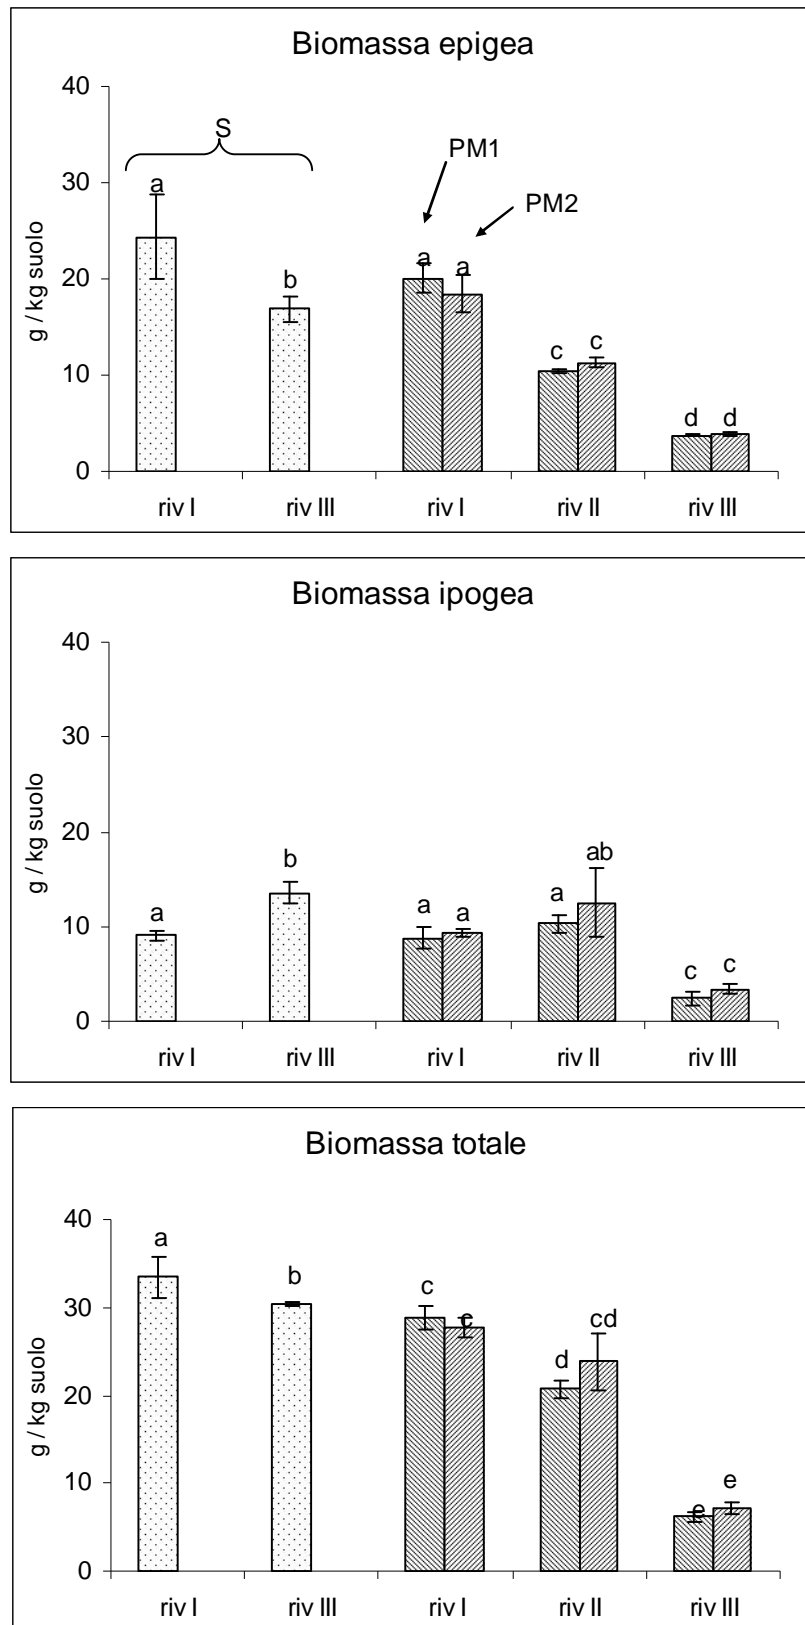 Biomassa epigea
40
30
20
10
0
g / kg suolo
S
PM1
PM2
a
b
a
a
c
c
d
d
riv I
riv III
riv I
riv II
riv III
Biomassa ipogea
40
30
20
10
0
g / kg suolo
a
b
a
a
a
ab
c
c
riv I
riv III
riv I
riv II
riv III
Biomassa totale
40
30
20
10
0
g / kg suolo
a
b
c
c
d
cd
e
e
riv I
riv III
riv I
riv II
riv III